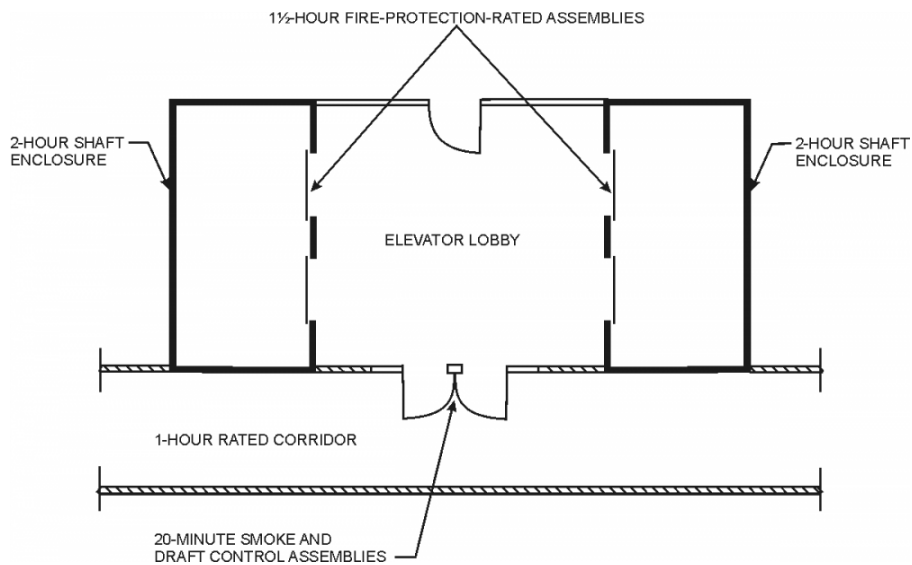 1½-HOUR FIRE-PROTECTION-RATED ASSEMBLIES
2-HOUR SHAFT
ENCLOSURE
2-HOUR SHAFT
ENCLOSURE
ELEVATOR LOBBY
1-HOUR RATED CORRIDOR
20-MINUTE SMOKE AND
DRAFT CONTROL ASSEMBLIES